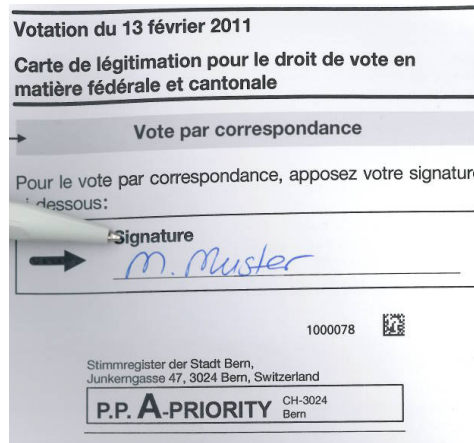 Votation du 13 février 2011
Carte de légitimation pour le droit de vote en
matière fédérale et cantonale
Vote par correspondance
Pour le vote par correspondance, apposez votre signature
dessous:
Signature
M. Muster
1000078
Stimmregister der Stadt Bern,
Junkerngasse 47, 3024 Bern, Switzerland
P.P. A-PRIORITY CH-3024
Bern